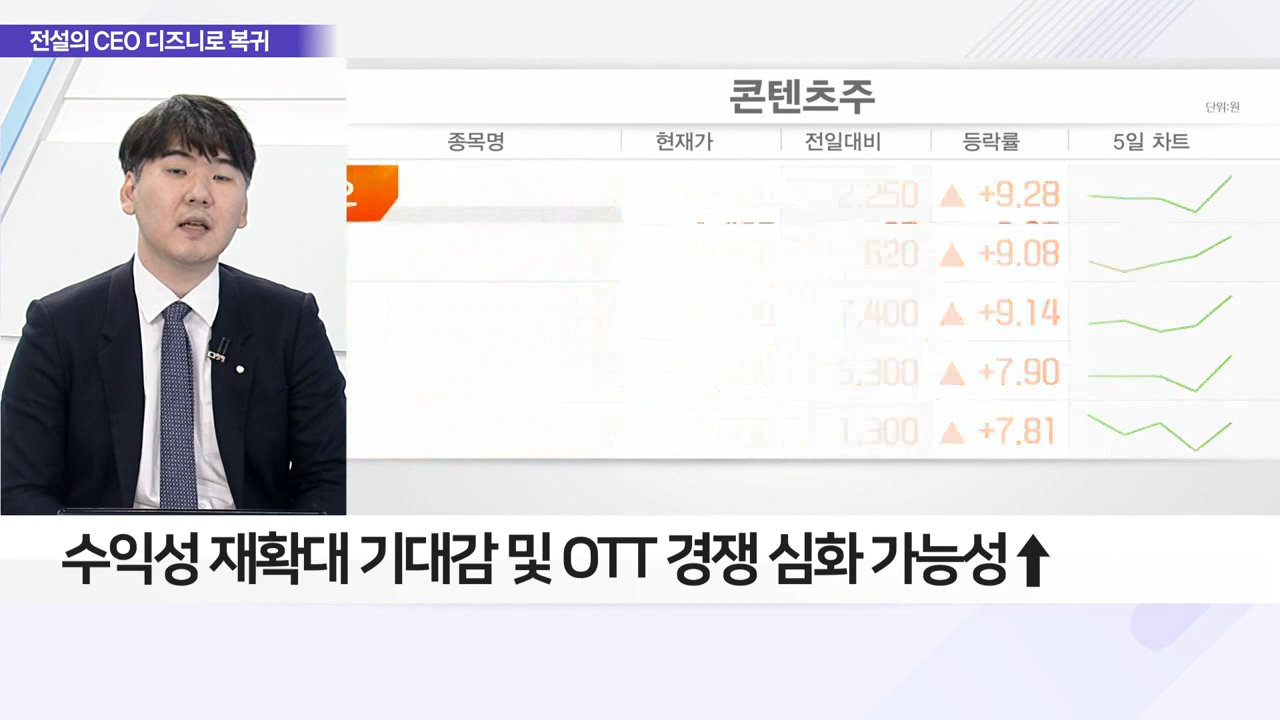 전설의 CEO 디즈니로 복귀
콘텐츠주
단위:원
종목명 현재가 전일대비 등락률 5일 차트
2,250 ▲ +9.28
620 ▲ +9.08
7,400 ▲ +9.14
5,300 ▲ +7.90
1,300 ▲ +7.81
수익성 재확대 기대감 및 OTT 경쟁 심화 가능성⬆